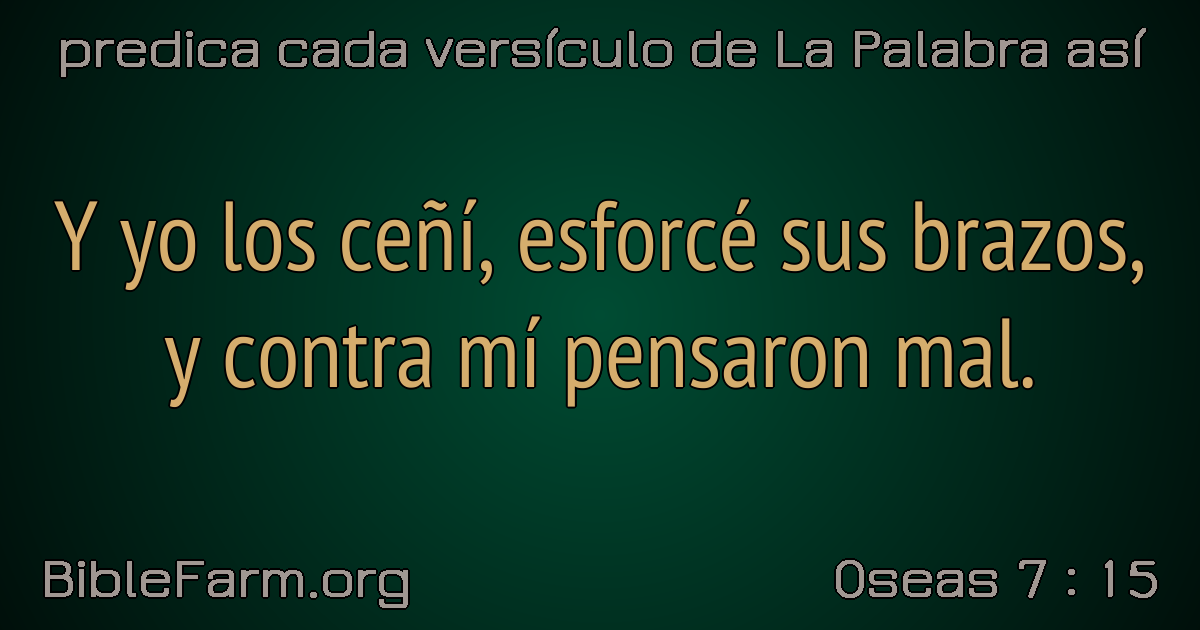 predica cada versículo de La Palabra así
Y yo los ceñí, esforcé sus brazos,
y contra mí pensaron mal.
BibleFarm.org
Oseas 7 : 15